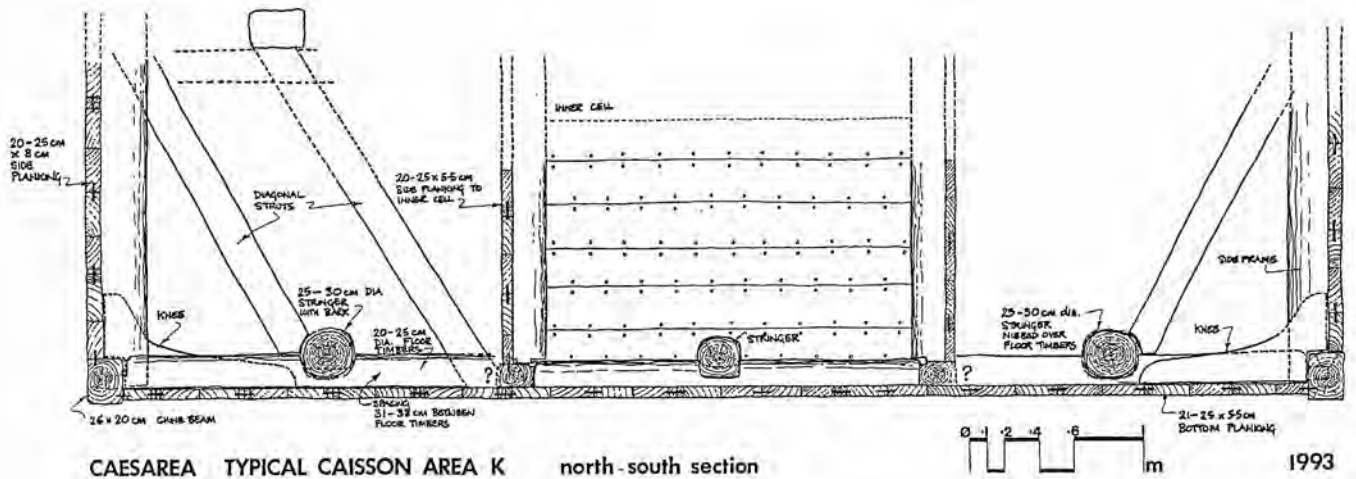 INNER CELL
20-25 CM
X 8 CM
SIDE
PLANKING
DIAGONAL
STRUTS
20-25 x 5·5 CM
SIDE PLANKING TO
INNER CELL
SIDE FRAME
KNEE
25-30 CM DIA
STRINGER
WITH BARK
20-25 CM
DIA. FLOOR
TIMBERS
STRINGER
25-30 CM dia.
STRINGER
NIBBED OVER
FLOOR TIMBERS
KNEE
?
?
26 x 20 CM CHINE BEAM
SPACING
31-38 CM BETWEEN
FLOOR TIMBERS
21-25 x 5·5 CM
BOTTOM PLANKING
0 ·1 ·2 ·4 ·6 1
m
CAESAREA TYPICAL CAISSON AREA K north-south section
1993